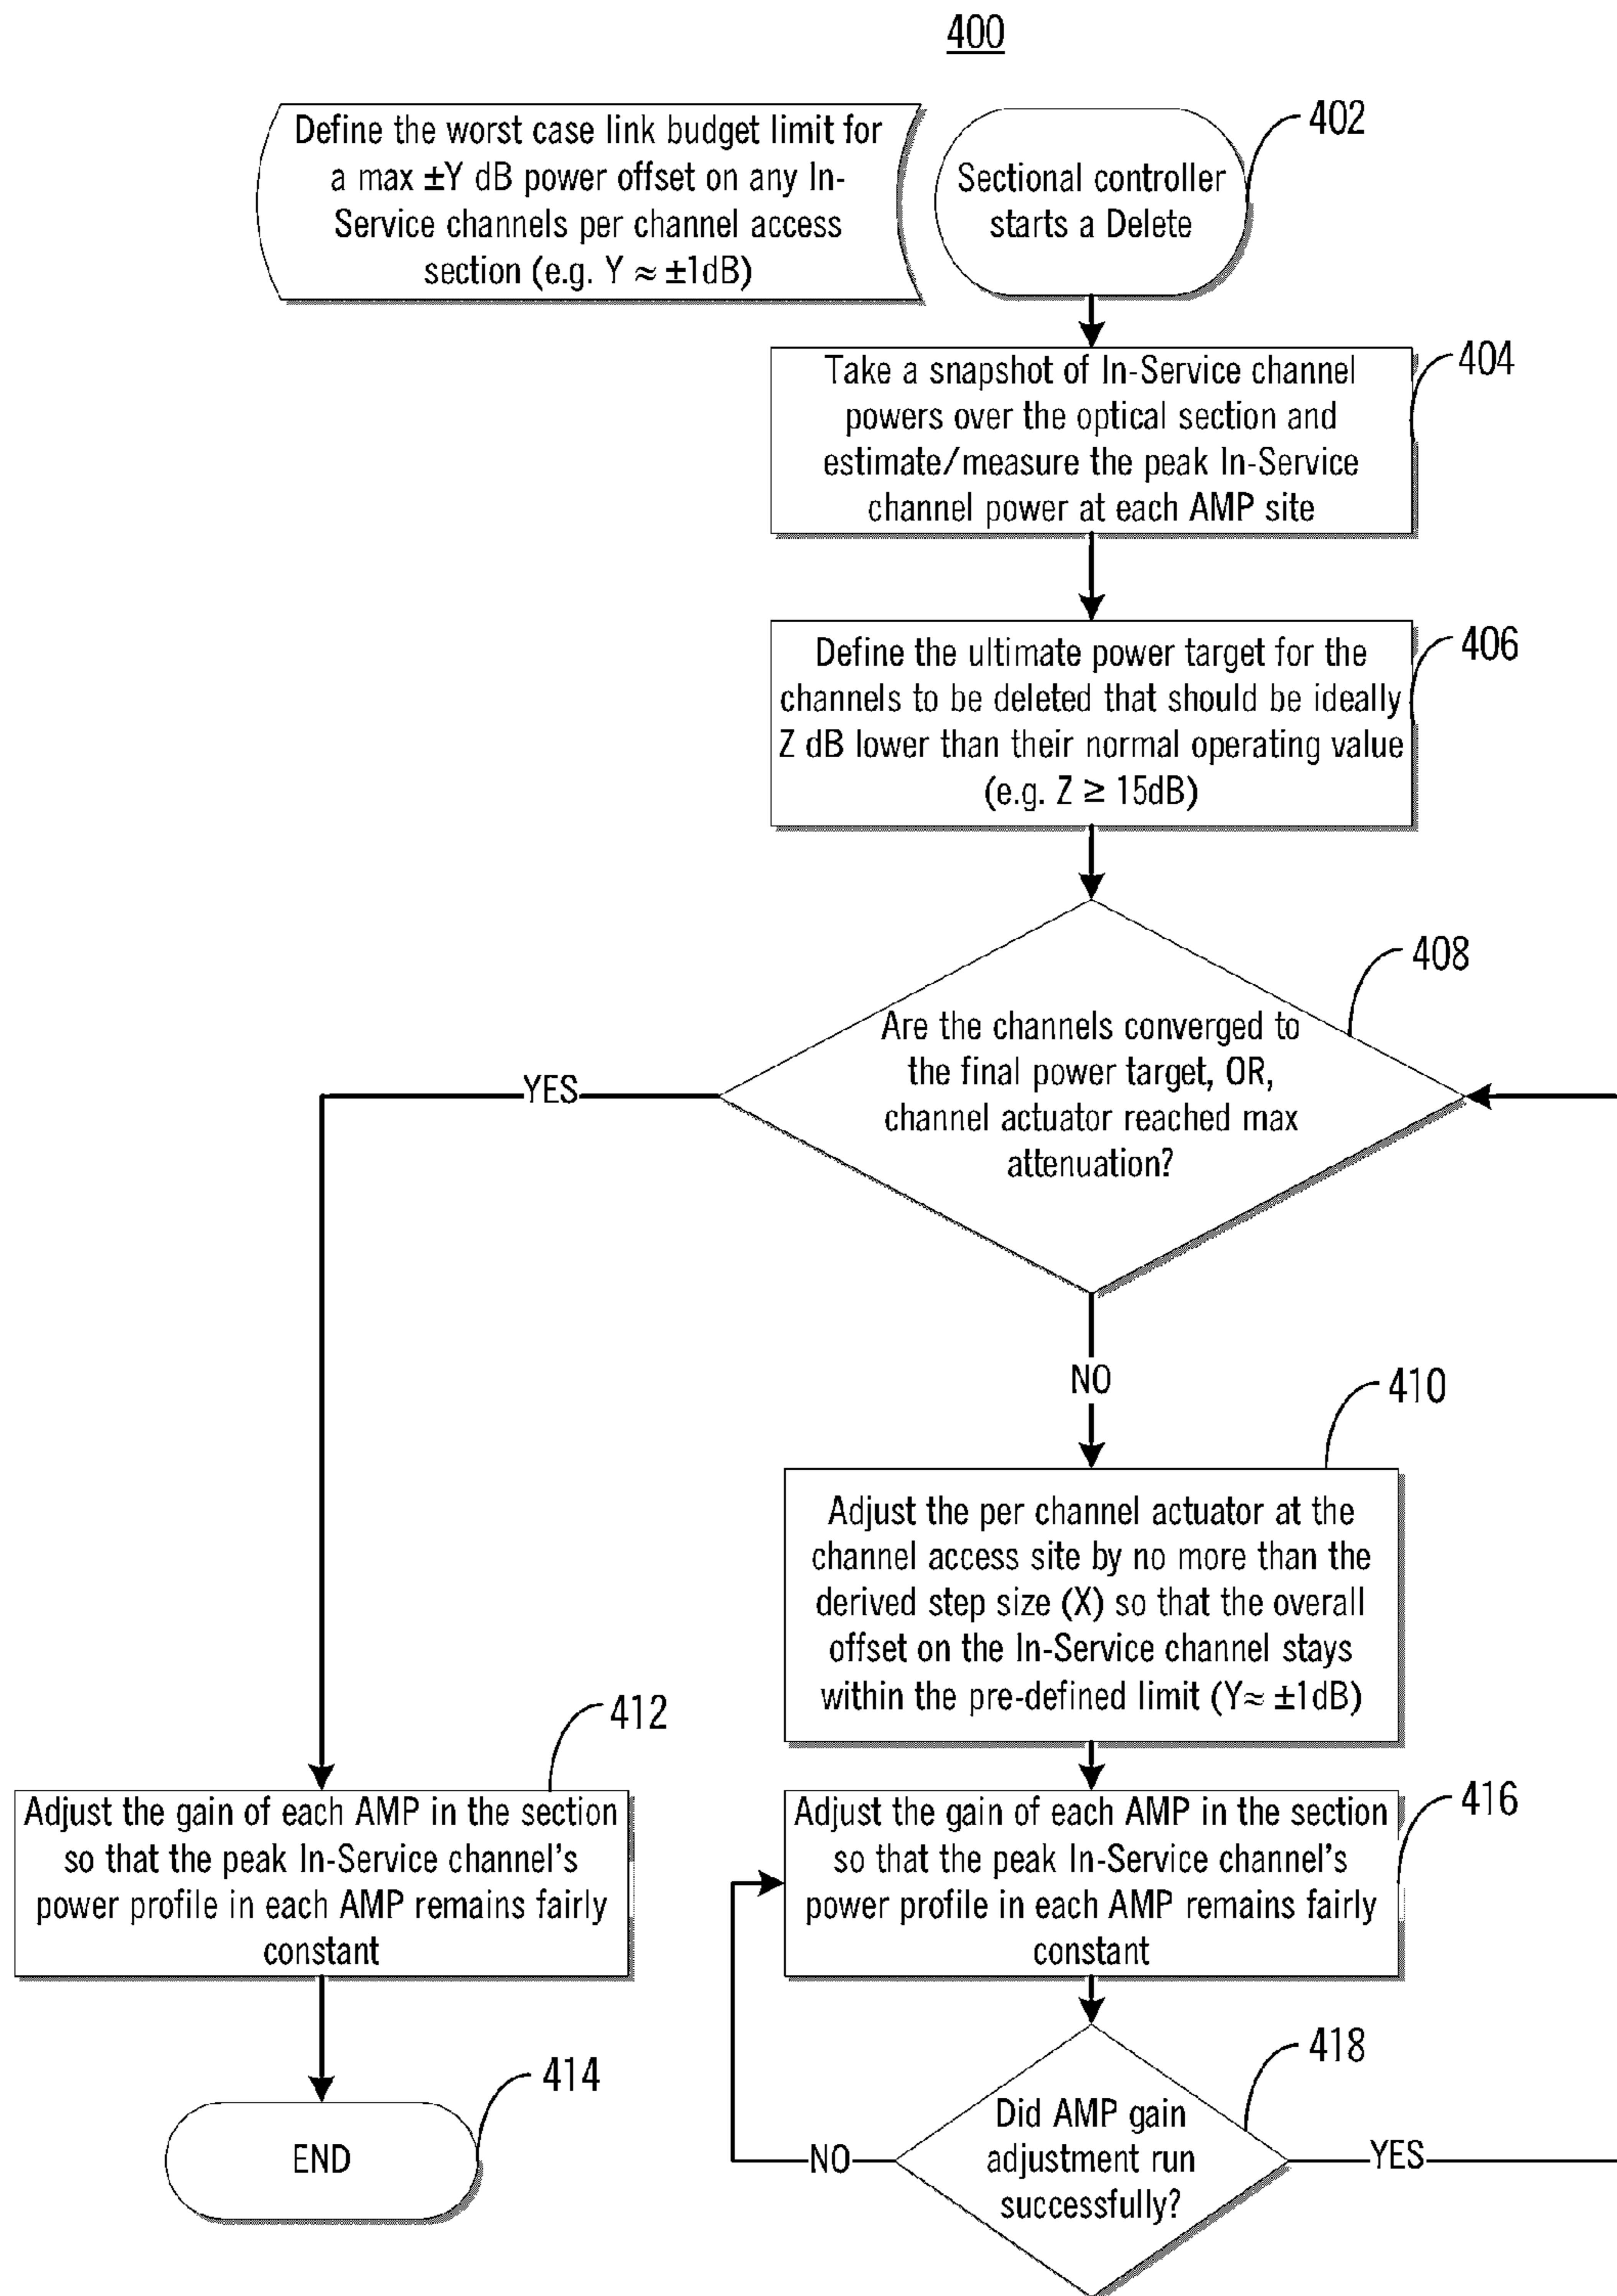 400
Define the worst case link budget limit for
a max ±Y dB power offset on any In-
Service channels per channel access
section (e.g. Y ≈ ±1dB)
402
Sectional controller
starts a Delete
404
Take a snapshot of In-Service channel
powers over the optical section and
estimate/measure the peak In-Service
channel power at each AMP site
406
Define the ultimate power target for the
channels to be deleted that should be ideally
Z dB lower than their normal operating value
(e.g. Z ≥ 15dB)
408
Are the channels converged to
the final power target, OR,
channel actuator reached max
attenuation?
YES
NO
410
Adjust the per channel actuator at the
channel access site by no more than the
derived step size (X) so that the overall
offset on the In-Service channel stays
within the pre-defined limit (Y≈ ±1dB)
412
Adjust the gain of each AMP in the section
so that the peak In-Service channel's
power profile in each AMP remains fairly
constant
416
Adjust the gain of each AMP in the section
so that the peak In-Service channel's
power profile in each AMP remains fairly
constant
414
END
418
Did AMP gain
adjustment run
successfully?
NO
YES